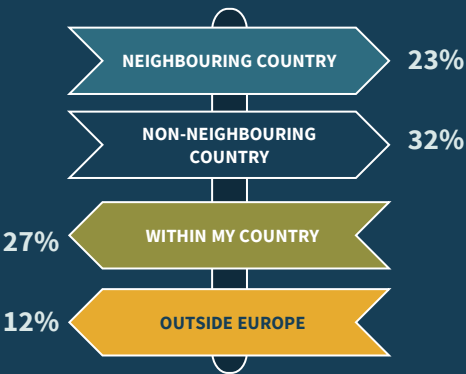 NEIGHBOURING COUNTRY
23%
NON-NEIGHBOURING
COUNTRY
32%
27%
WITHIN MY COUNTRY
12%
OUTSIDE EUROPE